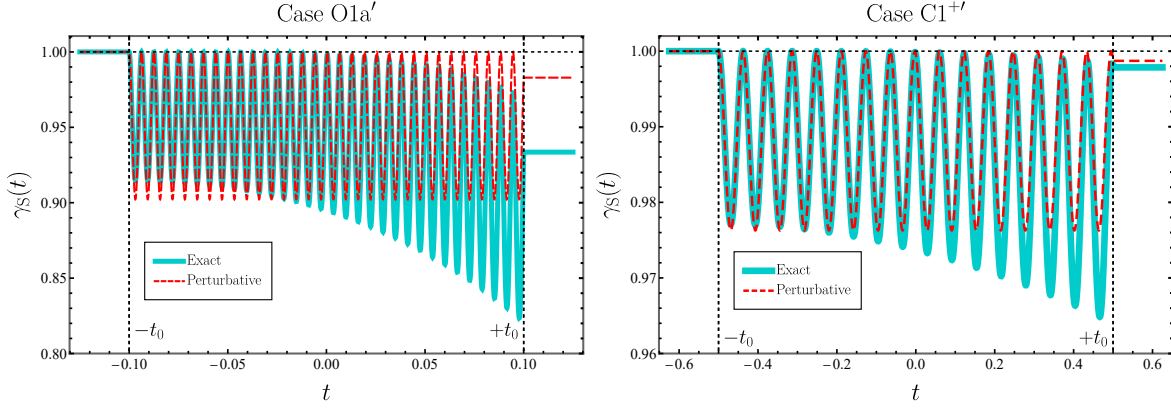 Case O1a′
γS(t)
1.00
0.95
0.90
0.85
0.80
Exact
Perturbative
−t0
+t0
−0.10
−0.05
0.00
0.05
0.10
t
Case C1+′
γS(t)
1.00
0.99
0.98
0.97
0.96
Exact
Perturbative
−t0
+t0
−0.6
−0.4
−0.2
0.0
0.2
0.4
0.6
t